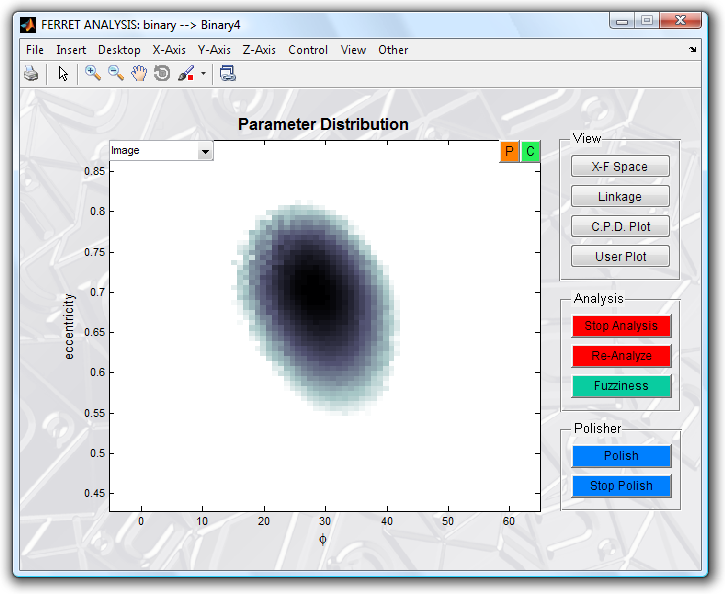 FERRET ANALYSIS: binary --> Binary4
File Insert Desktop X-Axis Y-Axis Z-Axis Control View Other
Parameter Distribution
Image
P C
0.85
0.8
0.75
0.7
0.65
0.6
0.55
0.5
0.45
eccentricity
0 10 20 30 40 50 60
ϕ
View
X-F Space
Linkage
C.P.D. Plot
User Plot
Analysis
Stop Analysis
Re-Analyze
Fuzziness
Polisher
Polish
Stop Polish